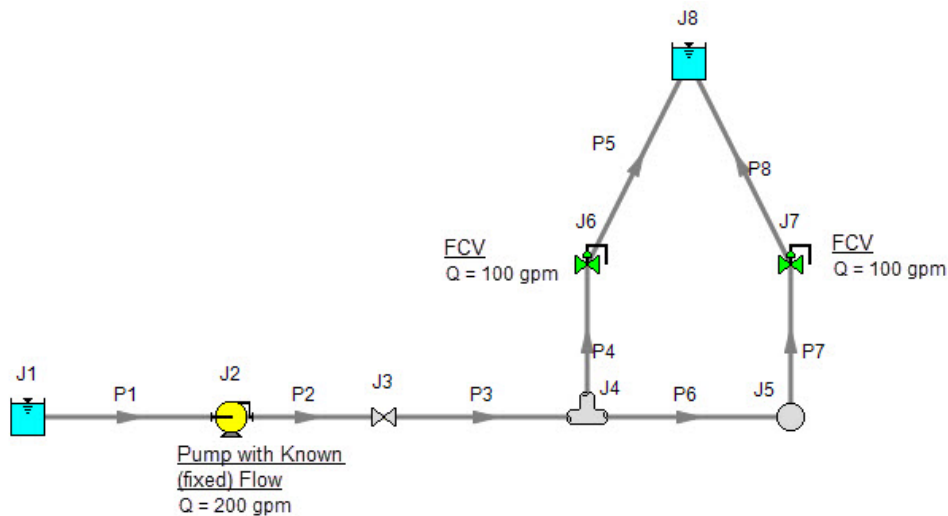 J8
P5
P8
J6
J7
FCV
Q = 100 gpm
FCV
Q = 100 gpm
P4
P7
J1
P1
J2
P2
J3
P3
J4
P6
J5
Pump with Known
(fixed) Flow
Q = 200 gpm